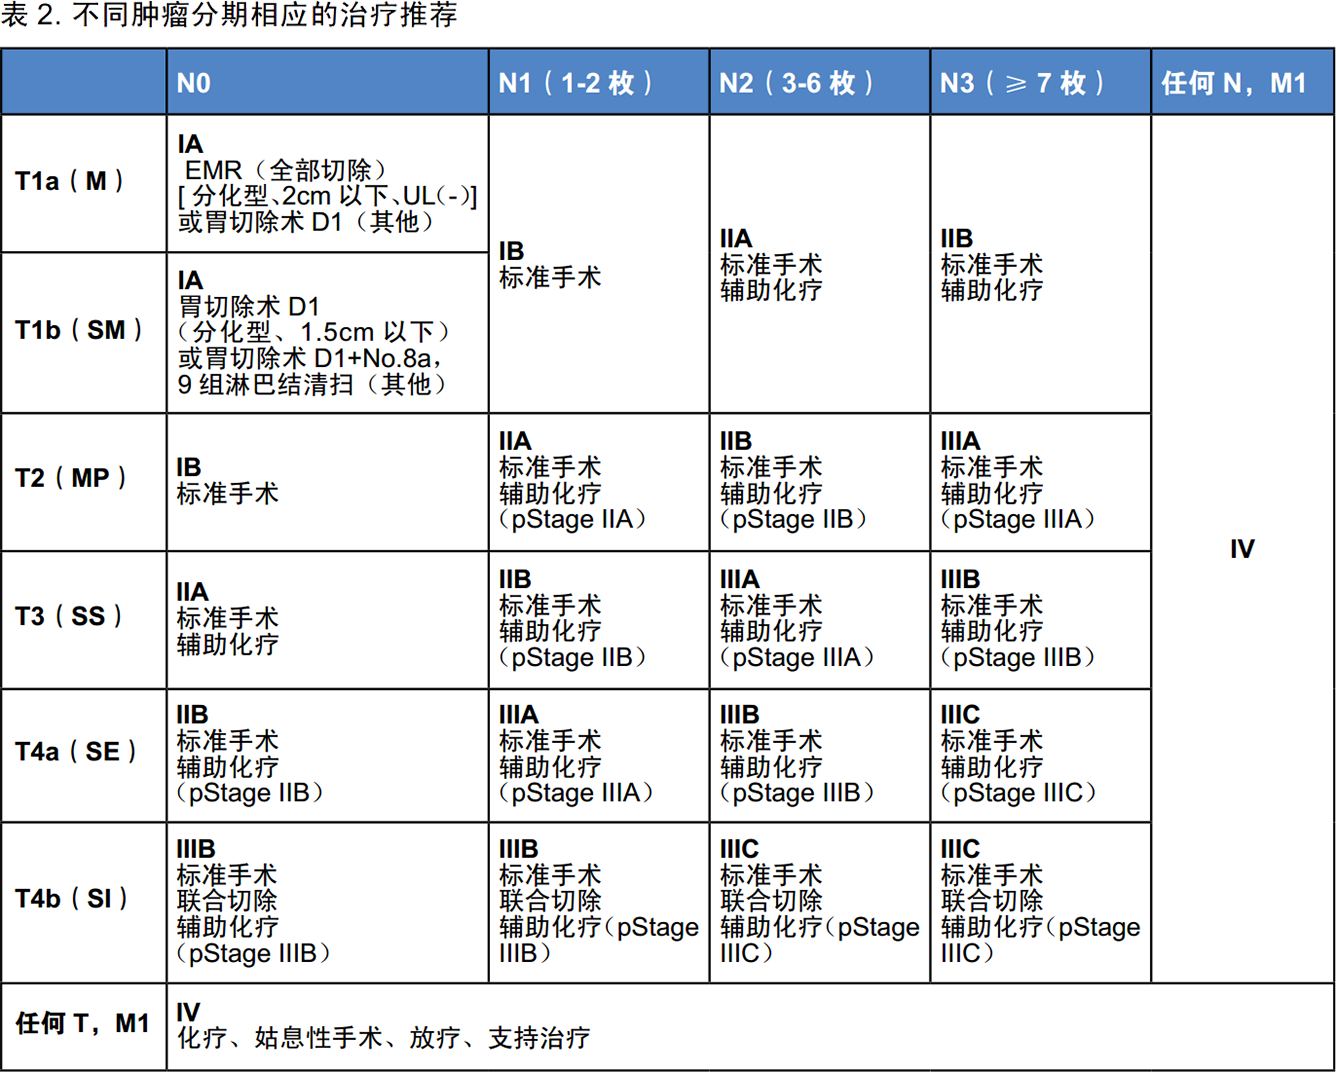 表 2. 不同肿瘤分期相应的治疗推荐
N0
N1（1-2 枚）
N2（3-6 枚）
N3（≥ 7 枚）
任何 N，M1
T1a（M）
IA
EMR（全部切除）
[ 分化型、2cm 以下、UL(-)]
或胃切除术 D1（其他）
IB
标准手术
IIA
标准手术
辅助化疗
IIB
标准手术
辅助化疗
IV
T1b（SM）
IA
胃切除术 D1
（分化型、1.5cm 以下）
或胃切除术 D1+No.8a，
9 组淋巴结清扫（其他）
T2（MP）
IB
标准手术
IIA
标准手术
辅助化疗
（pStage IIA）
IIB
标准手术
辅助化疗
（pStage IIB）
IIIA
标准手术
辅助化疗
（pStage IIIA）
T3（SS）
IIA
标准手术
辅助化疗
IIB
标准手术
辅助化疗
（pStage IIB）
IIIA
标准手术
辅助化疗
（pStage IIIA）
IIIB
标准手术
辅助化疗
（pStage IIIB）
T4a（SE）
IIB
标准手术
辅助化疗
（pStage IIB）
IIIA
标准手术
辅助化疗
（pStage IIIA）
IIIB
标准手术
辅助化疗
（pStage IIIB）
IIIC
标准手术
辅助化疗
（pStage IIIC）
T4b（SI）
IIIB
标准手术
联合切除
辅助化疗
（pStage IIIB）
IIIB
标准手术
联合切除
辅助化疗（pStage
IIIB）
IIIC
标准手术
联合切除
辅助化疗（pStage
IIIC）
IIIC
标准手术
联合切除
辅助化疗（pStage
IIIC）
任何 T，M1
IV
化疗、姑息性手术、放疗、支持治疗